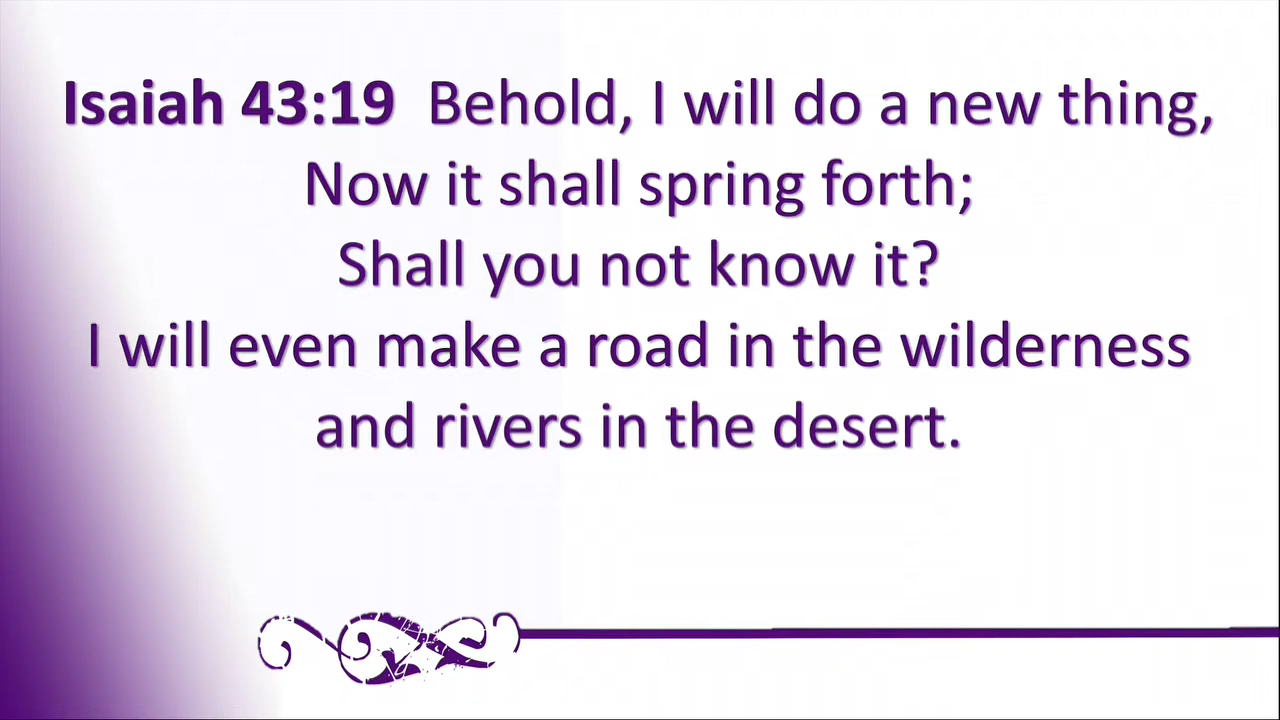 Isaiah 43:19 Behold, I will do a new thing,
Now it shall spring forth;
Shall you not know it?
I will even make a road in the wilderness
and rivers in the desert.